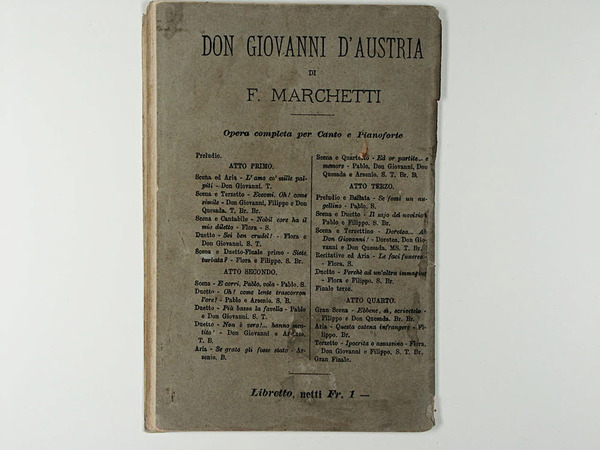 DON GIOVANNI D'AUSTRIA
DI
F. MARCHETTI
Opera completa per Canto e Pianoforte
Preludio.
ATTO PRIMO.
Scena ed Aria - L'amo co' mille pal-
piti - Don Giovanni. T.
Scena e Terzetto - Eccomi. Oh! come
simile - Don Giovanni, Filippo e Don
Quesada. T. Br. Br.
Scena e Cantabile - Nobil core ha il
mio diletto - Flora - S.
Duetto - Sei ben crudel! - Flora e
Don Giovanni. S. T.
Scena e Duetto-Finale primo - Siete
turbata? - Flora e Filippo. S. Br.
ATTO SECONDO.
Scena - E corri, Pablo, vola - Pablo. S.
Duetto - Oh! come lente trascorron
l'ore! - Pablo e Arsenio. S. B.
Duetto - Più bassa la favella - Pablo
e Don Giovanni. S. T.
Duetto - Non è vero!... hanno men-
tito! - Don Giovanni e Arsenio.
T. B.
Aria - Se grato gli fosse stato - Ar-
senio. B.
Scena e Quartetto - Ed or partite... e
memore - Pablo, Don Giovanni, Don
Quesada e Arsenio. S. T. Br. B.
ATTO TERZO.
Preludio e Ballata - Se fossi un au-
gellino - Pablo. S.
Scena e Duetto - Il sajo del novizio
Pablo e Filippo. S. Br.
Scena e Terzettino - Dorotea... Ah
Don Giovanni! - Dorotea, Don Gio-
vanni e Don Quesada. MS. T. Br.
Recitativo ed Aria - Le faci funeree
- Flora. S.
Duetto - Perchè ad un'altra immagine
- Flora e Filippo. S. Br.
Finale terzo.
ATTO QUARTO.
Gran Scena - Ebbene, sì,
Filippo e Don Quesada. Br. Br.
Aria - Questa catena infrangere - Fi-
lippo. Br.
Terzetto - Ipocrita o assassino - Flora,
Don Giovanni e Filippo. S. T. Br.
Gran Finale.
Libretto, netti Fr. 1 —